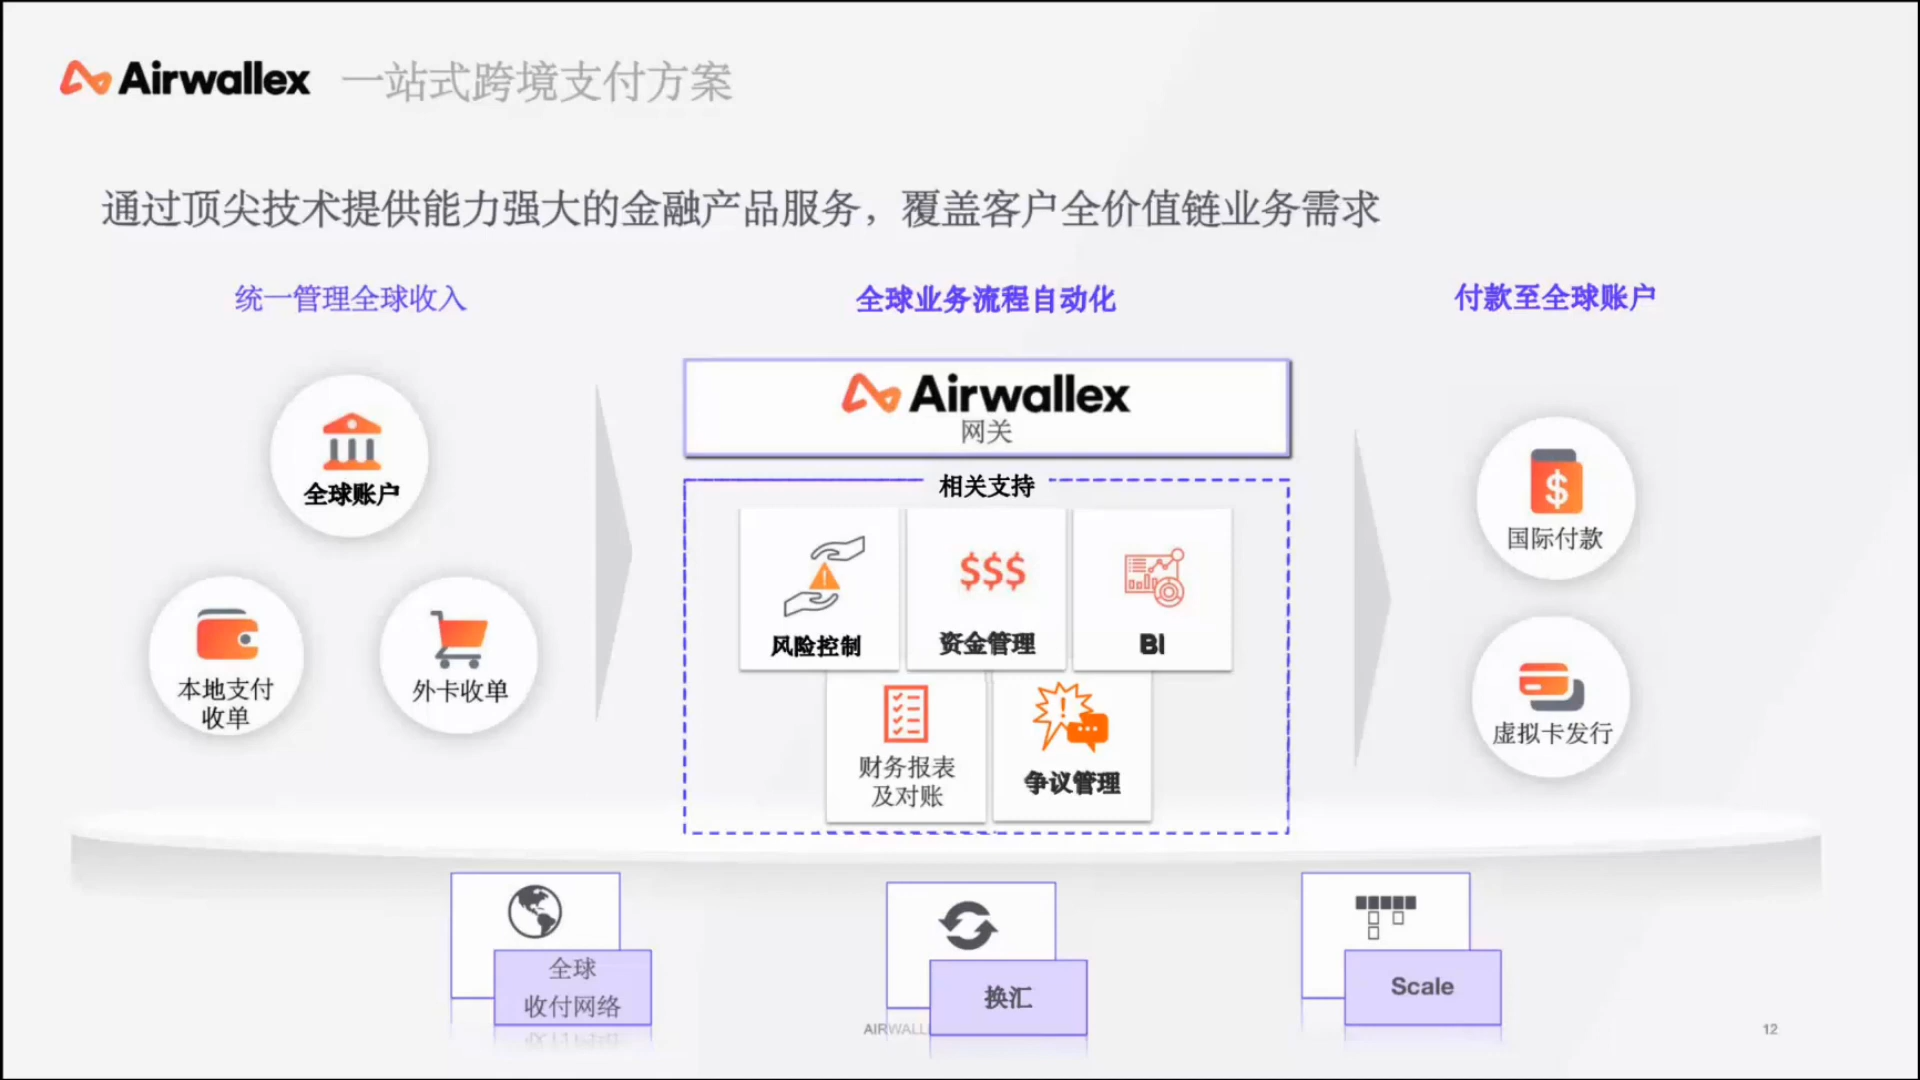 Airwallex 一站式跨境支付方案
通过顶尖技术提供能力强大的金融产品服务，覆盖客户全价值链业务需求
统一管理全球收入
全球账户
本地支付
收单
外卡收单
全球业务流程自动化
Airwallex
网关
相关支持
风险控制
资金管理
BI
财务报表
及对账
争议管理
付款至全球账户
国际付款
虚拟卡发行
全球
收付网络
换汇
Scale
12